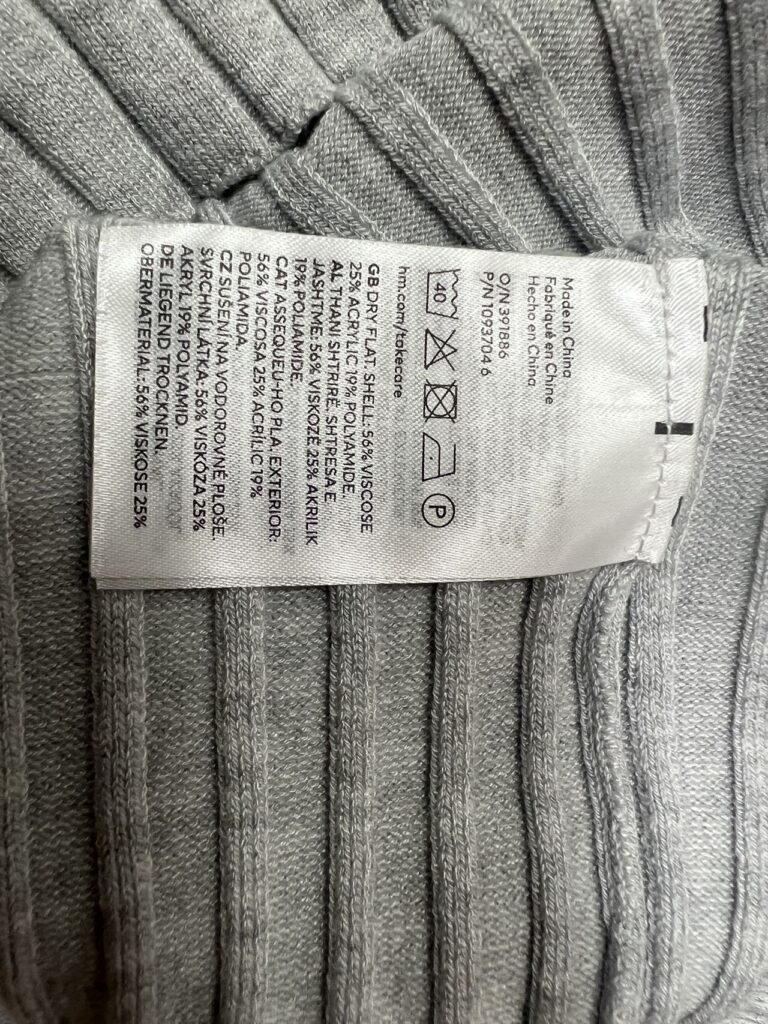 Made in China
Fabriqué en Chine
Hecho en China
O/N 391886
P/N 1093704 6
40
P
hm.com/takecare
GB DRY FLAT. SHELL: 56% VISCOSE
25% ACRYLIC 19% POLYAMIDE.
AL THANI SHTRIRË. SHTRESA E
JASHTME: 56% VISKOZË 25% AKRILIK
19% POLIAMIDE.
CAT ASSEQUEU-HO PLA. EXTERIOR:
56% VISCOSA 25% ACRÍLIC 19%
POLIAMIDA.
CZ SUŠENÍ NA VODOROVNÉ PLOŠE.
SVRCHNÍ LÁTKA: 56% VISKÓZA 25%
AKRYL 19% POLYAMID.
DE LIEGEND TROCKNEN.
OBERMATERIAL: 56% VISKOSE 25%